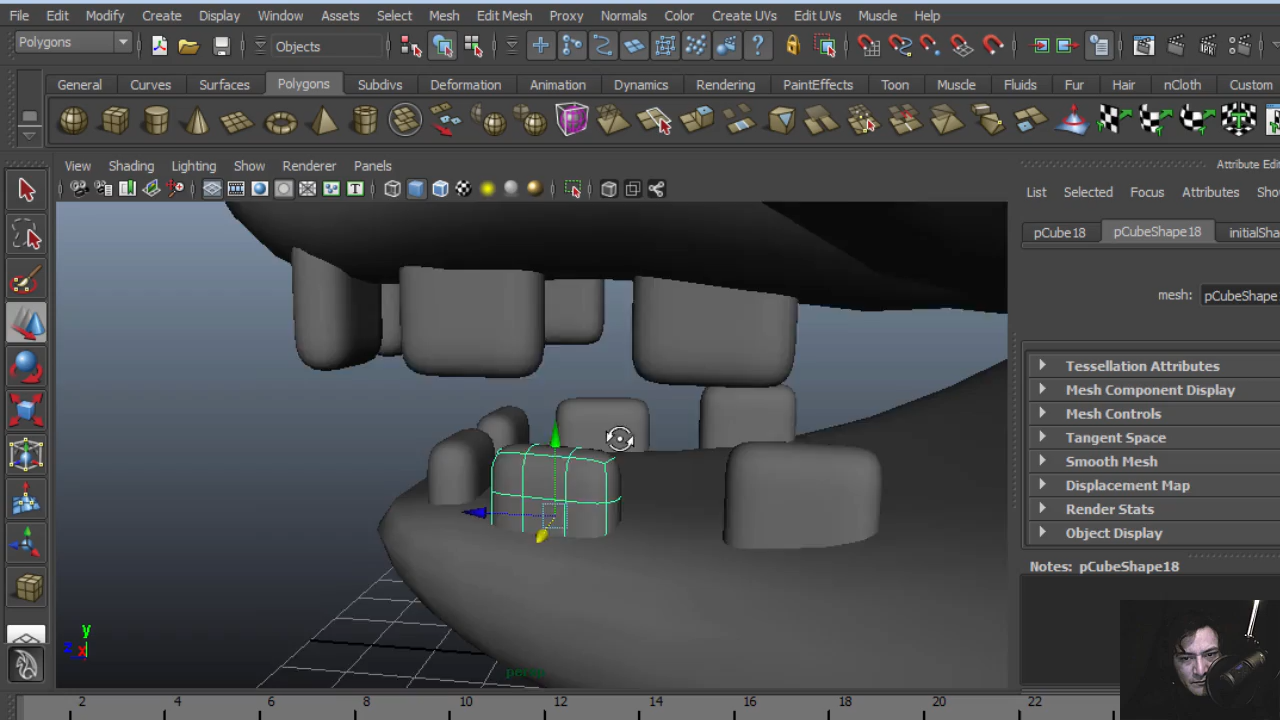 File Edit Modify Create Display Window Assets Select Mesh Edit Mesh Proxy Normals Color Create UVs Edit UVs Muscle Help
Polygons Objects
General Curves Surfaces Polygons Subdivs Deformation Animation Dynamics Rendering PaintEffects Toon Muscle Fluids Fur Hair nCloth Custom
View Shading Lighting Show Renderer Panels
Attribute Edi
List Selected Focus Attributes Sho
pCube18 pCubeShape18 initialSha
mesh: pCubeShape
Tessellation Attributes
Mesh Component Display
Mesh Controls
Tangent Space
Smooth Mesh
Displacement Map
Render Stats
Object Display
Notes: pCubeShape18
y
z x
persp
2 4 6 8 10 12 14 16 18 20 22